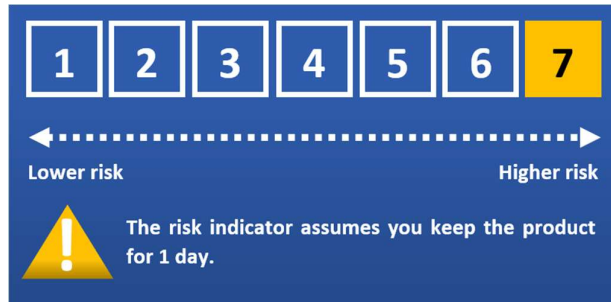 1 2 3 4 5 6 7
Lower risk Higher risk
! The risk indicator assumes you keep the product
for 1 day.